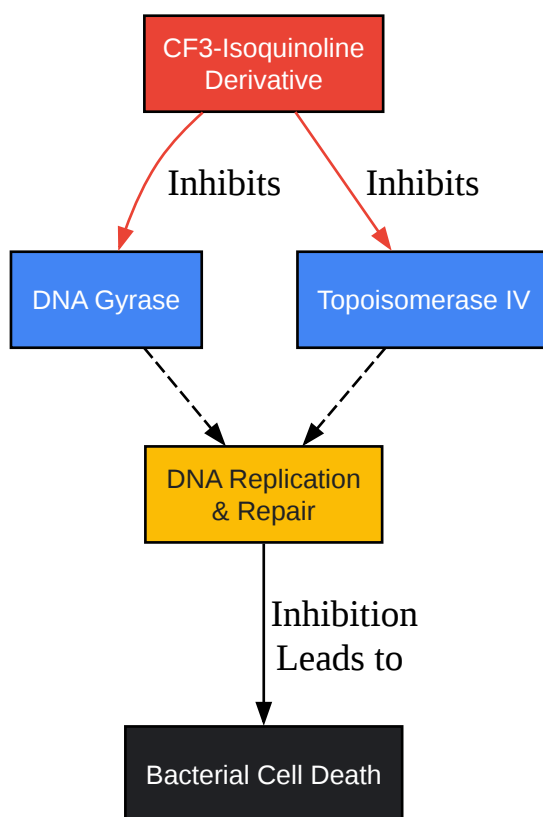 CF3-Isoquinoline
Derivative
Inhibits
Inhibits
DNA Gyrase
Topoisomerase IV
DNA Replication
& Repair
Inhibition
Leads to
Bacterial Cell Death